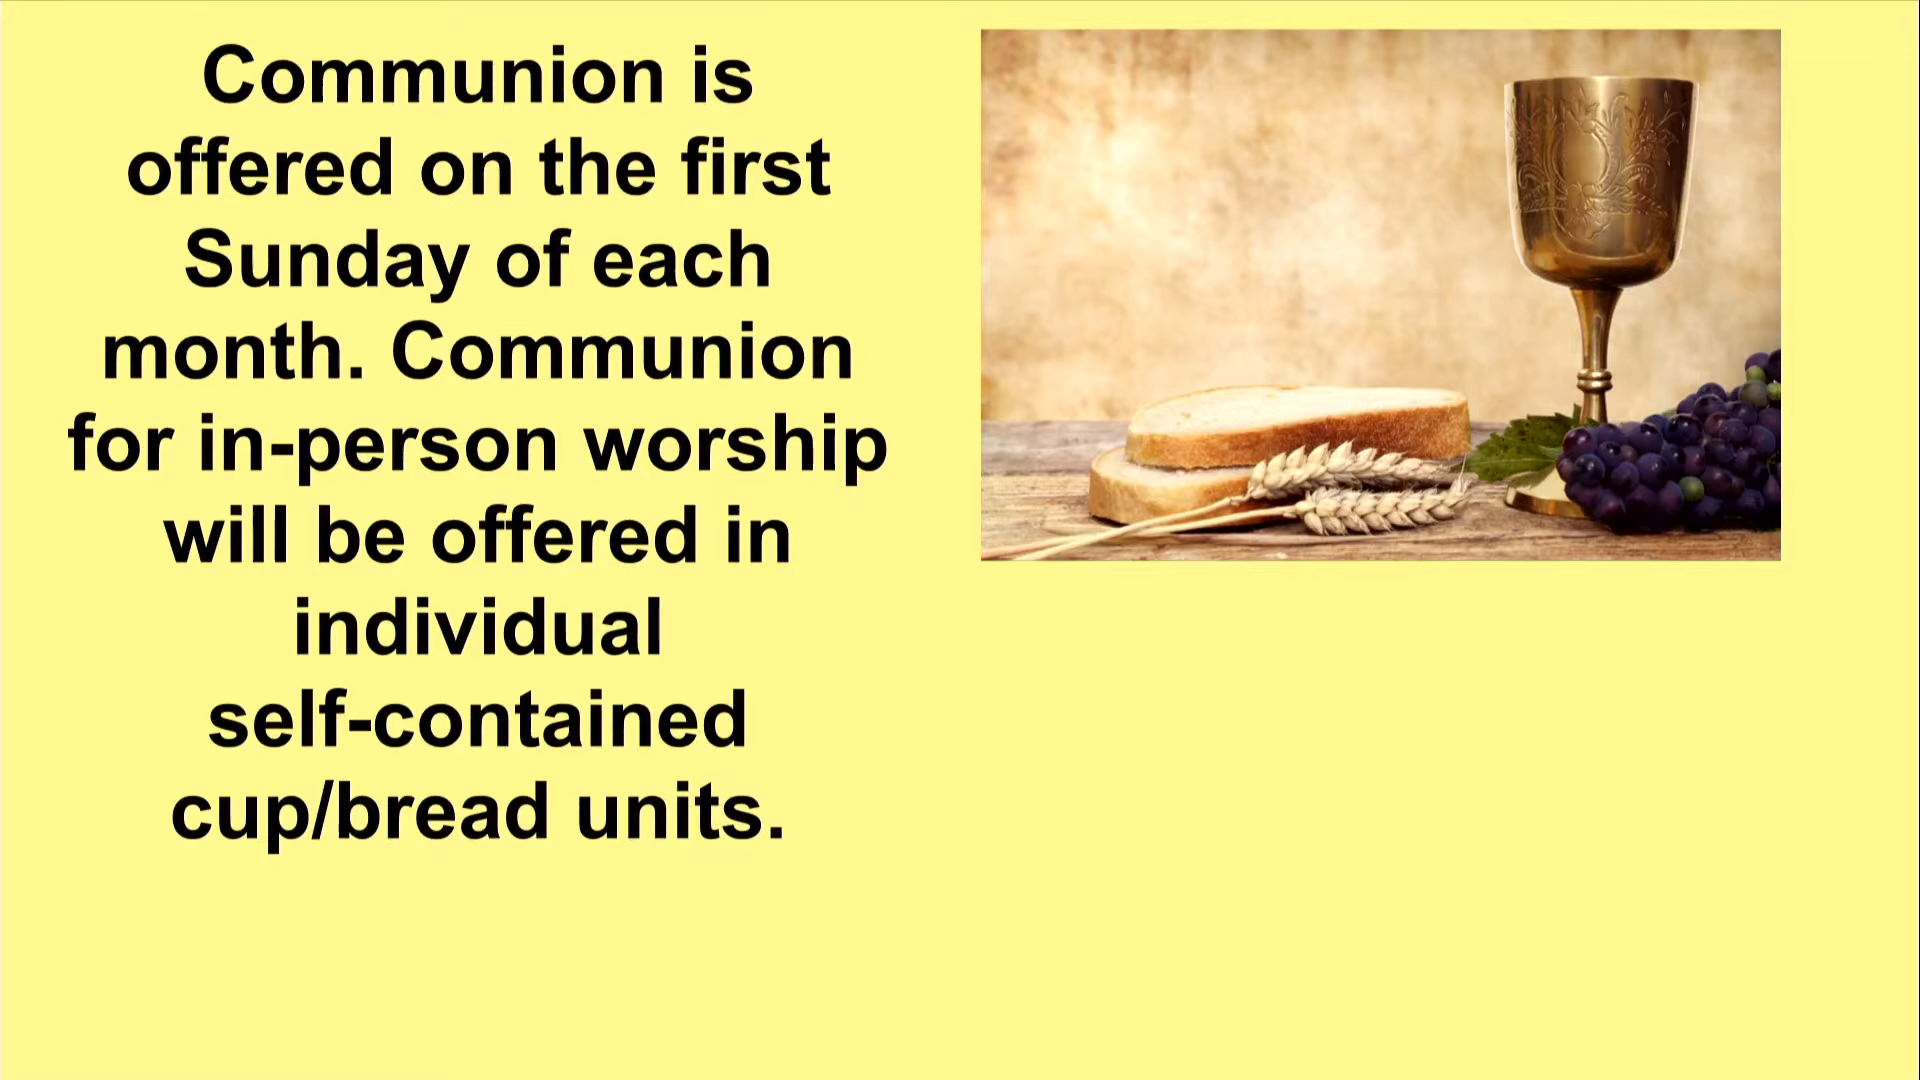 Communion is
offered on the first
Sunday of each
month. Communion
for in-person worship
will be offered in
individual
self-contained
cup/bread units.